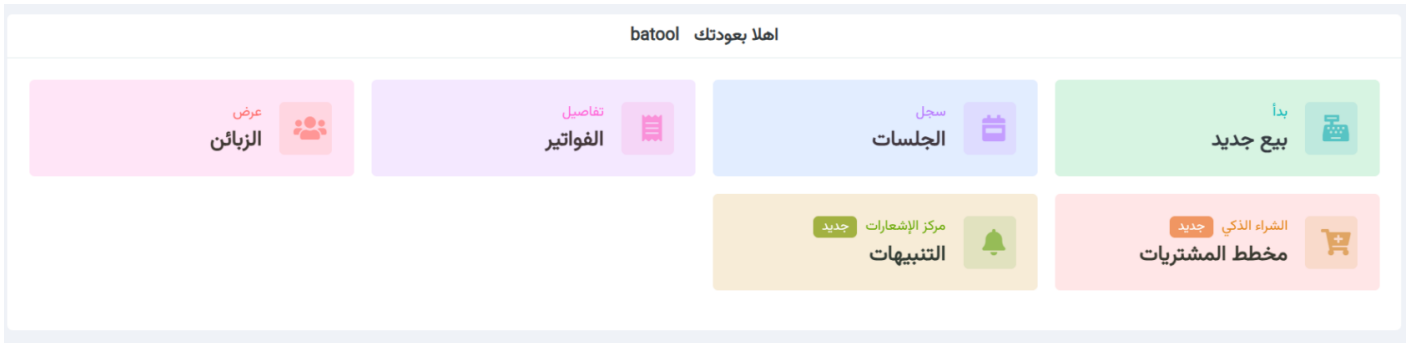 اهلا بعودتك batool
بدأ
بيع جديد
سجل
الجلسات
تفاصيل
الفواتير
عرض
الزبائن
الشراء الذكي جديد
مخطط المشتريات
مركز الإشعارات جديد
التنبيهات